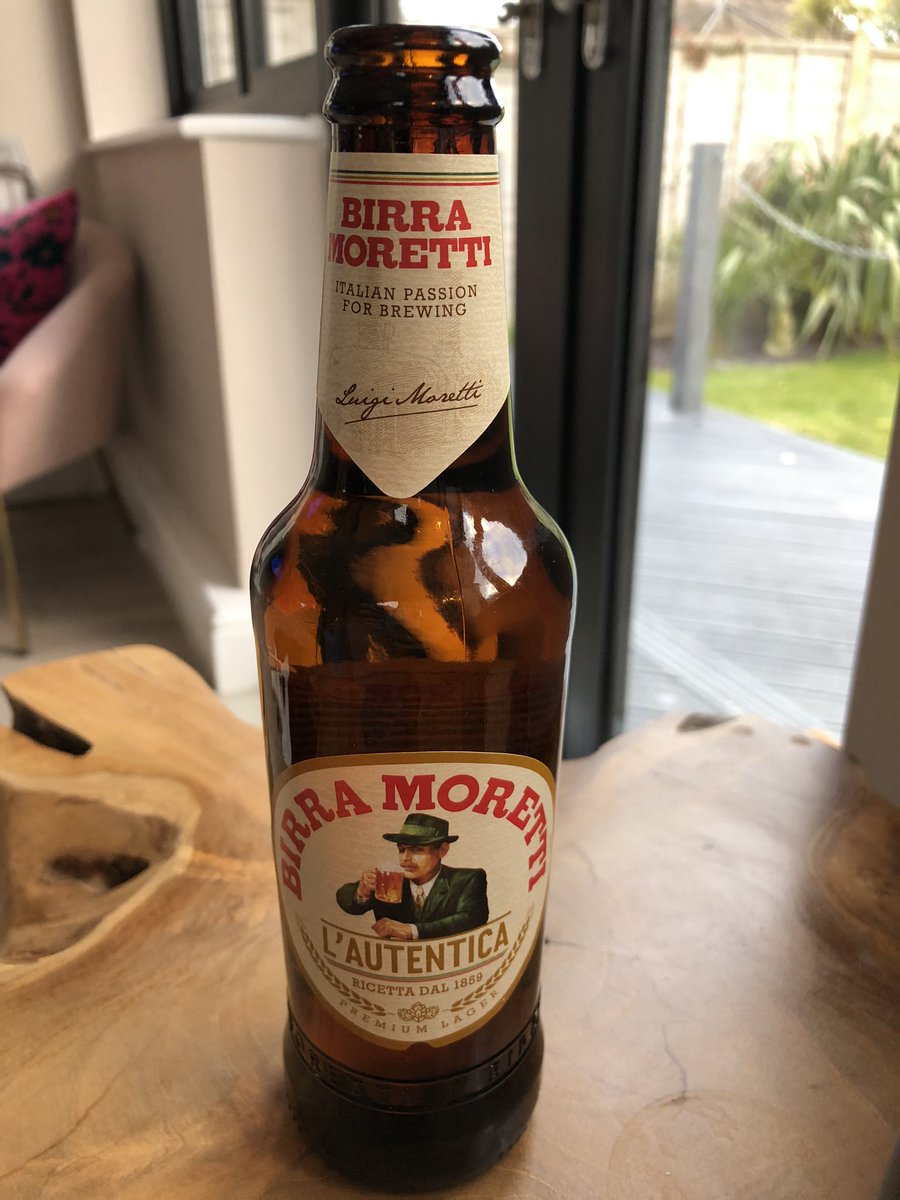 BIRRA
MORETTI
ITALIAN PASSION
FOR BREWING
Luigi Moretti
BIRRA MORETTI
L'AUTENTICA
RICETTA DAL 1859
PREMIUM LAGER